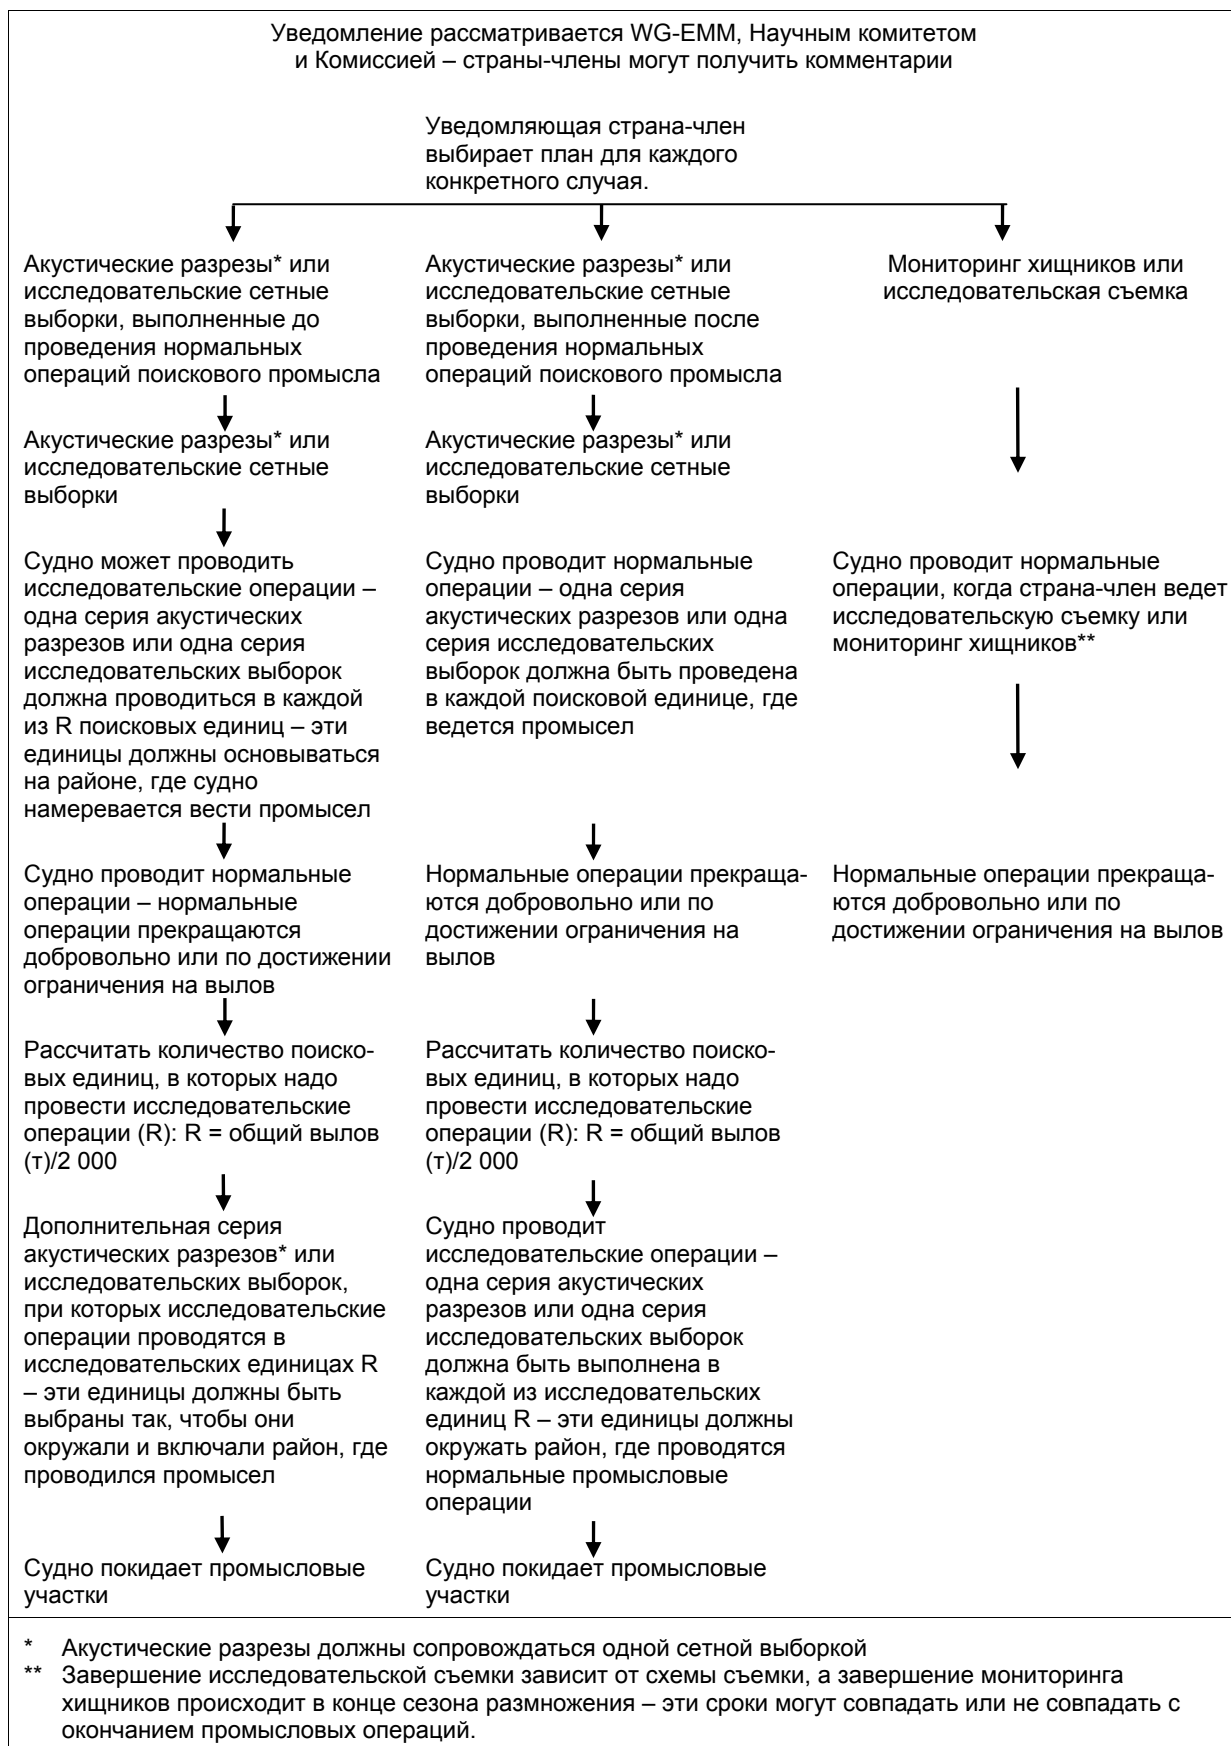 Уведомление рассматривается WG-EMM, Научным комитетом
и Комиссией – страны-члены могут получить комментарии
Уведомляющая страна-член
выбирает план для каждого
конкретного случая.
Акустические разрезы* или
исследовательские сетные
выборки, выполненные до
проведения нормальных
операций поискового промысла
Акустические разрезы* или
исследовательские сетные
выборки
Судно может проводить
исследовательские операции –
одна серия акустических
разрезов или одна серия
исследовательских выборок
должна проводиться в каждой
из R поисковых единиц – эти
единицы должны основываться
на районе, где судно
намеревается вести промысел
Судно проводит нормальные
операции – нормальные
операции прекращаются
добровольно или по достижении
ограничения на вылов
Рассчитать количество поиско-
вых единиц, в которых надо
провести исследовательские
операции (R): R = общий вылов
(т)/2 000
Дополнительная серия
акустических разрезов* или
исследовательских выборок,
при которых исследовательские
операции проводятся в
исследовательских единицах R
– эти единицы должны быть
выбраны так, чтобы они
окружали и включали район, где
проводился промысел
Судно покидает промысловые
участки
Акустические разрезы* или
исследовательские сетные
выборки, выполненные после
проведения нормальных
операций поискового промысла
Акустические разрезы* или
исследовательские сетные
выборки
Судно проводит нормальные
операции – одна серия
акустических разрезов или одна
серия исследовательских
выборок должна быть проведена
в каждой поисковой единице, где
ведется промысел
Нормальные операции прекраща-
ются добровольно или по
достижении ограничения на
вылов
Рассчитать количество поиско-
вых единиц, в которых надо
провести исследовательские
операции (R): R = общий вылов
(т)/2 000
Судно проводит
исследовательские операции –
одна серия акустических
разрезов или одна серия
исследовательских выборок
должна быть выполнена в
каждой из исследовательских
единиц R – эти единицы должны
окружать район, где проводятся
нормальные промысловые
операции
Судно покидает промысловые
участки
Мониторинг хищников или
исследовательская съемка
Судно проводит нормальные
операции, когда страна-член ведет
исследовательскую съемку или
мониторинг хищников**
Нормальные операции прекраща-
ются добровольно или по
достижении ограничения на вылов
* Акустические разрезы должны сопровождаться одной сетной выборкой
** Завершение исследовательской съемки зависит от схемы съемки, а завершение мониторинга
хищников происходит в конце сезона размножения – эти сроки могут совпадать или не совпадать с
окончанием промысловых операций.